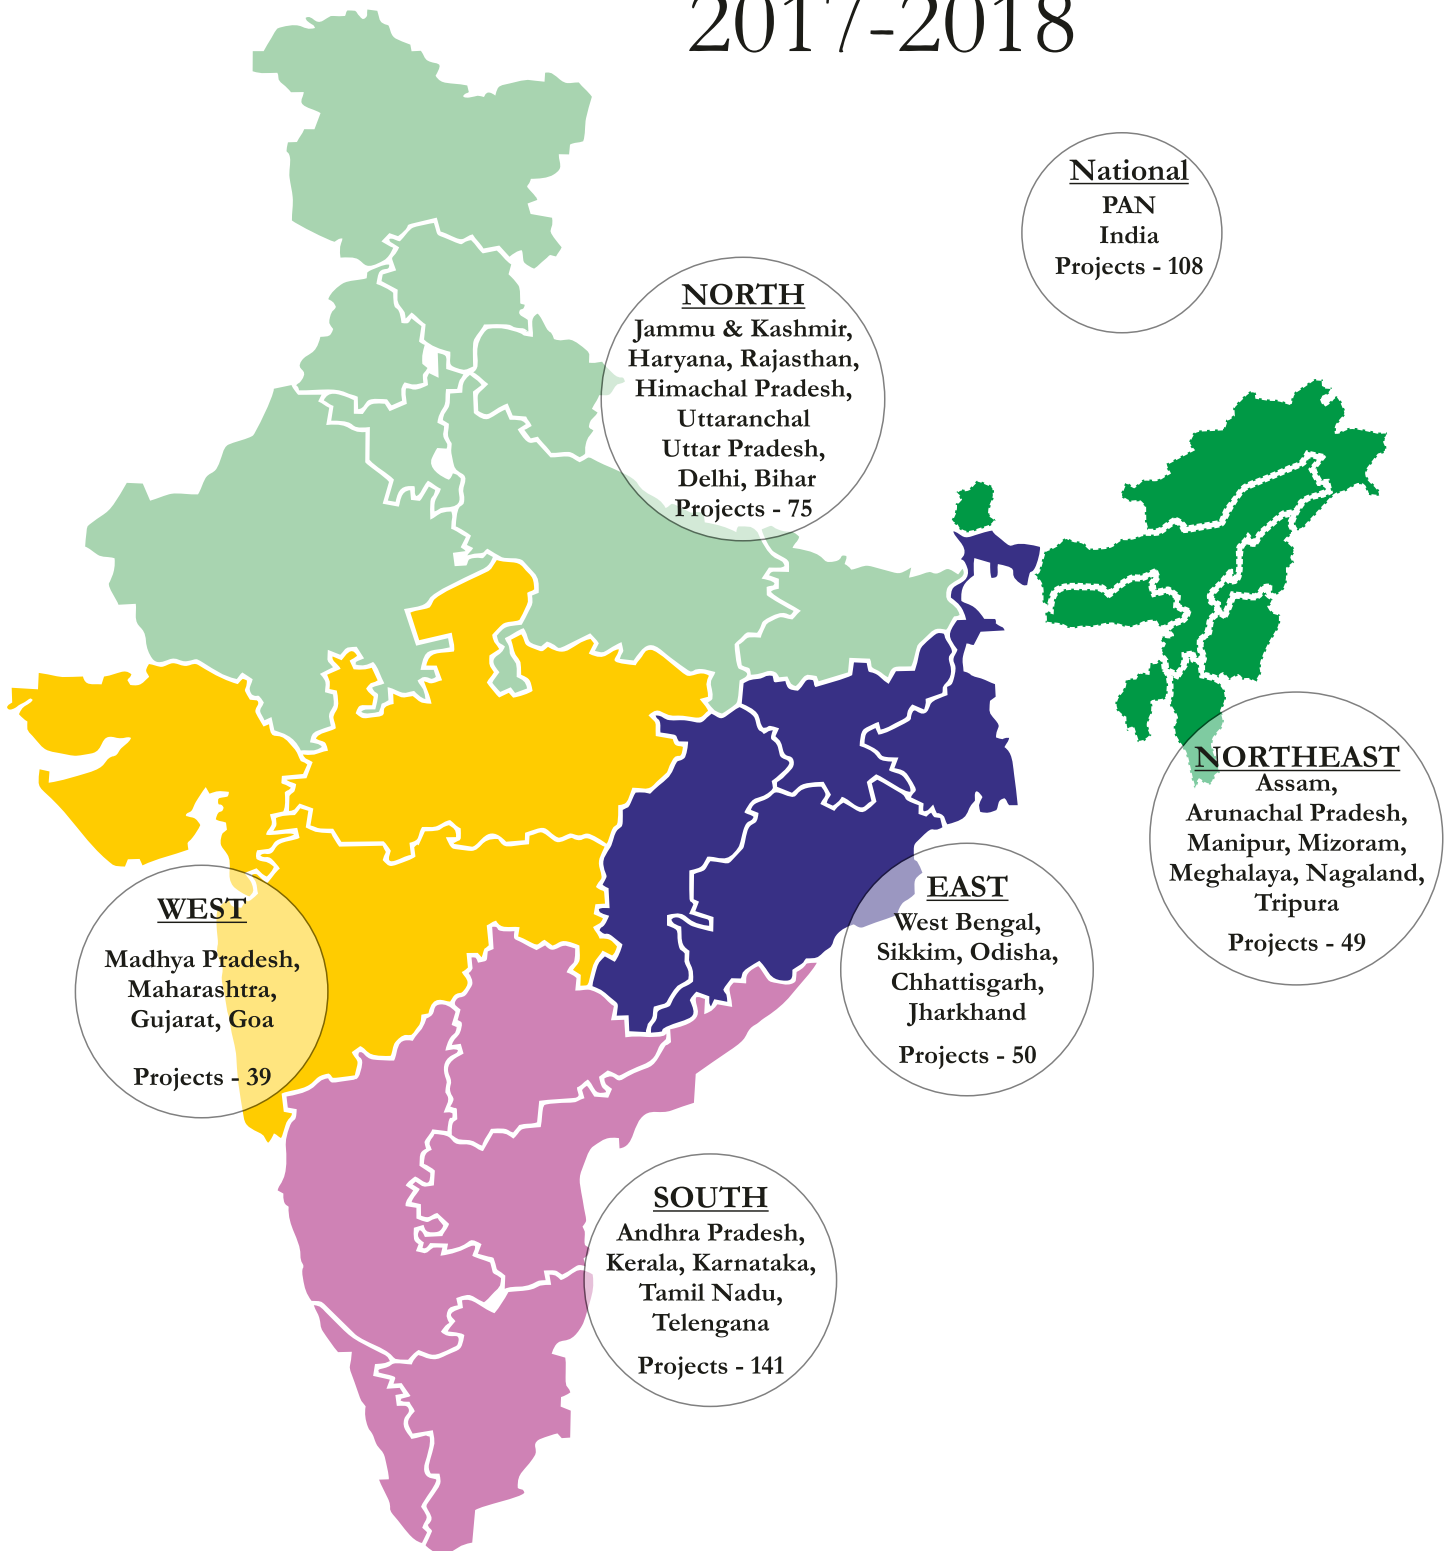 2017-2018
National
PAN
India
Projects - 108
NORTH
Jammu & Kashmir,
Haryana, Rajasthan,
Himachal Pradesh,
Uttaranchal
Uttar Pradesh,
Delhi, Bihar
Projects - 75
NORTHEAST
Assam,
Arunachal Pradesh,
Manipur, Mizoram,
Meghalaya, Nagaland,
Tripura
Projects - 49
WEST
Madhya Pradesh,
Maharashtra,
Gujarat, Goa
Projects - 39
EAST
West Bengal,
Sikkim, Odisha,
Chhattisgarh,
Jharkhand
Projects - 50
SOUTH
Andhra Pradesh,
Kerala, Karnataka,
Tamil Nadu,
Telengana
Projects - 141